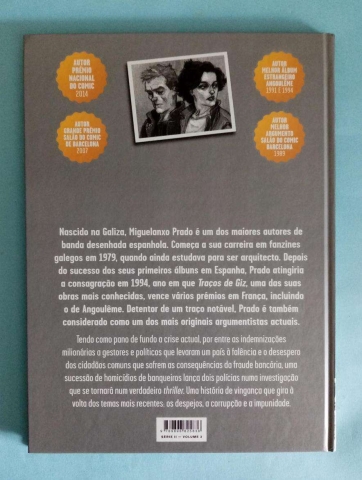 AUTOR
PRÉMIO
NACIONAL
DO COMIC
2014
AUTOR
MELHOR ÁLBUM
ESTRANGEIRO
ANGOULÊME
1991 / 1994
AUTOR
GRANDE PRÉMIO
SALÃO DO COMIC
DE BARCELONA
2007
AUTOR
MELHOR
ARGUMENTO
SALÃO DO COMIC
BARCELONA
1989
Nascido na Galiza, Miguelanxo Prado é um dos maiores autores de
banda desenhada espanhola. Começa a sua carreira em fanzines
galegos em 1979, quando ainda estudava para ser arquitecto. Depois
do sucesso dos seus primeiros álbuns em Espanha, Prado atingiria
a consagração em 1994, ano em que Traços de Giz, uma das suas
obras mais conhecidas, vence vários prémios em França, incluindo
o de Angoulême. Detentor de um traço notável, Prado é também
considerado como um dos mais originais argumentistas actuais.
Tendo como pano de fundo a crise actual, por entre as indemnizações
milionárias a gestores e políticos que levaram um país à falência e o desespero
dos cidadãos comuns que sofrem as consequências da fraude bancária, uma
sucessão de homicídios de banqueiros lança dois polícias numa investigação
que se tornará num verdadeiro thriller. Uma história de vingança que gira à
volta dos temas mais recentes: os despejos, a corrupção e a impunidade.
SÉRIE II – VOLUME